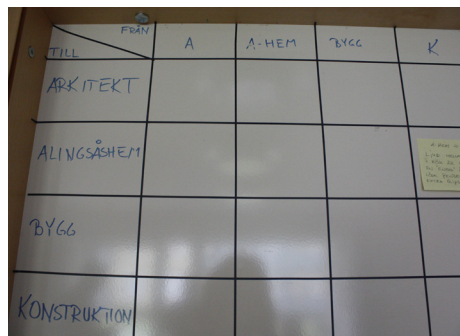 FRÅN
TILL
A
A-HEM
BYGG
K
ARKITEKT
ALINGSÅSHEM
BYGG
KONSTRUKTION